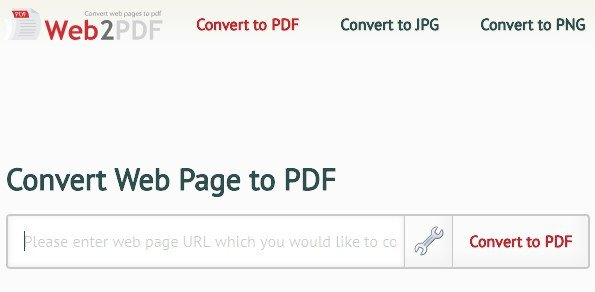 PDF
Convert web pages to pdf
Web2PDF
Convert to PDF
Convert to JPG
Convert to PNG
Convert Web Page to PDF
Please enter web page URL which you would like to co
Convert to PDF